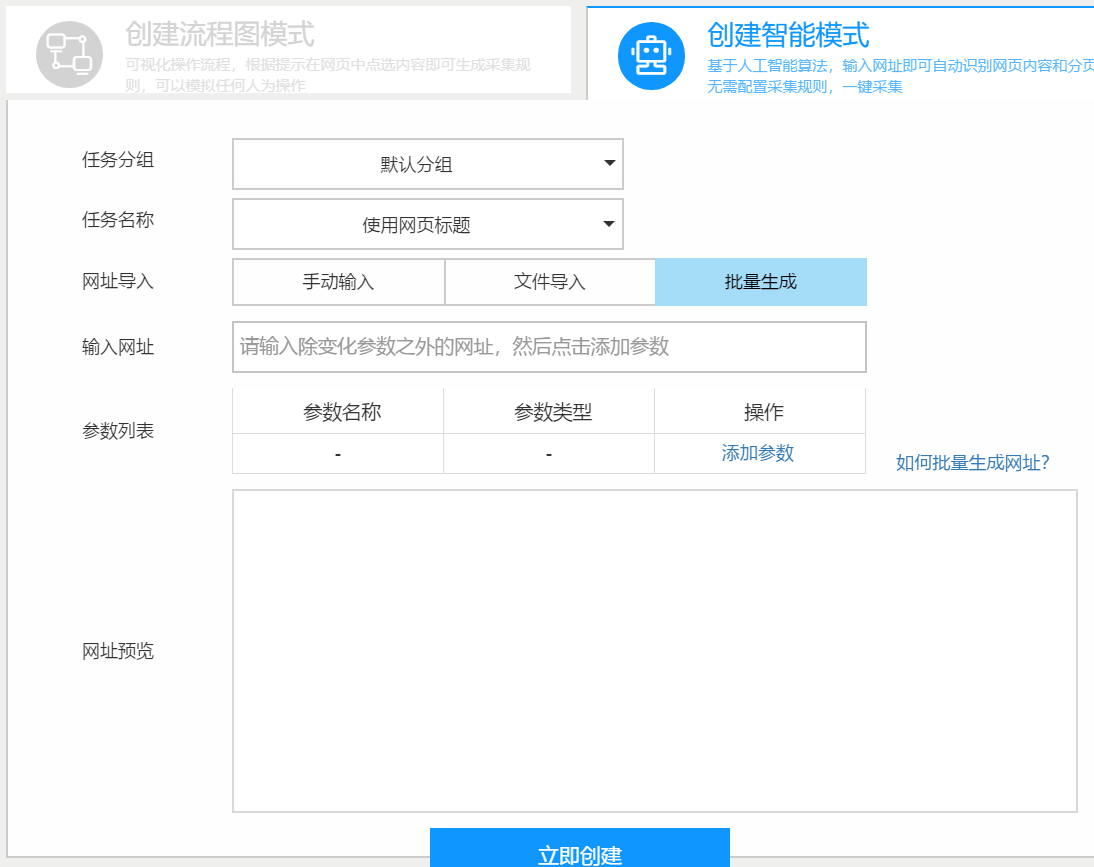 创建流程图模式
可视化操作流程，根据提示在网页中点选内容即可生成采集规
则，可以模拟任何人为操作
创建智能模式
基于人工智能算法，输入网址即可自动识别网页内容和分页
无需配置采集规则，一键采集
任务分组
默认分组
任务名称
使用网页标题
网址导入
手动输入 文件导入 批量生成
输入网址
请输入除变化参数之外的网址，然后点击添加参数
参数列表
参数名称 参数类型 操作
- - 添加参数
如何批量生成网址？
网址预览
立即创建